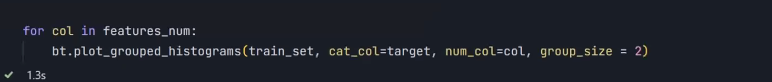 for col in features_num:
    bt.plot_grouped_histograms(train_set, cat_col=target, num_col=col, group_size = 2)
✓ 1.3s